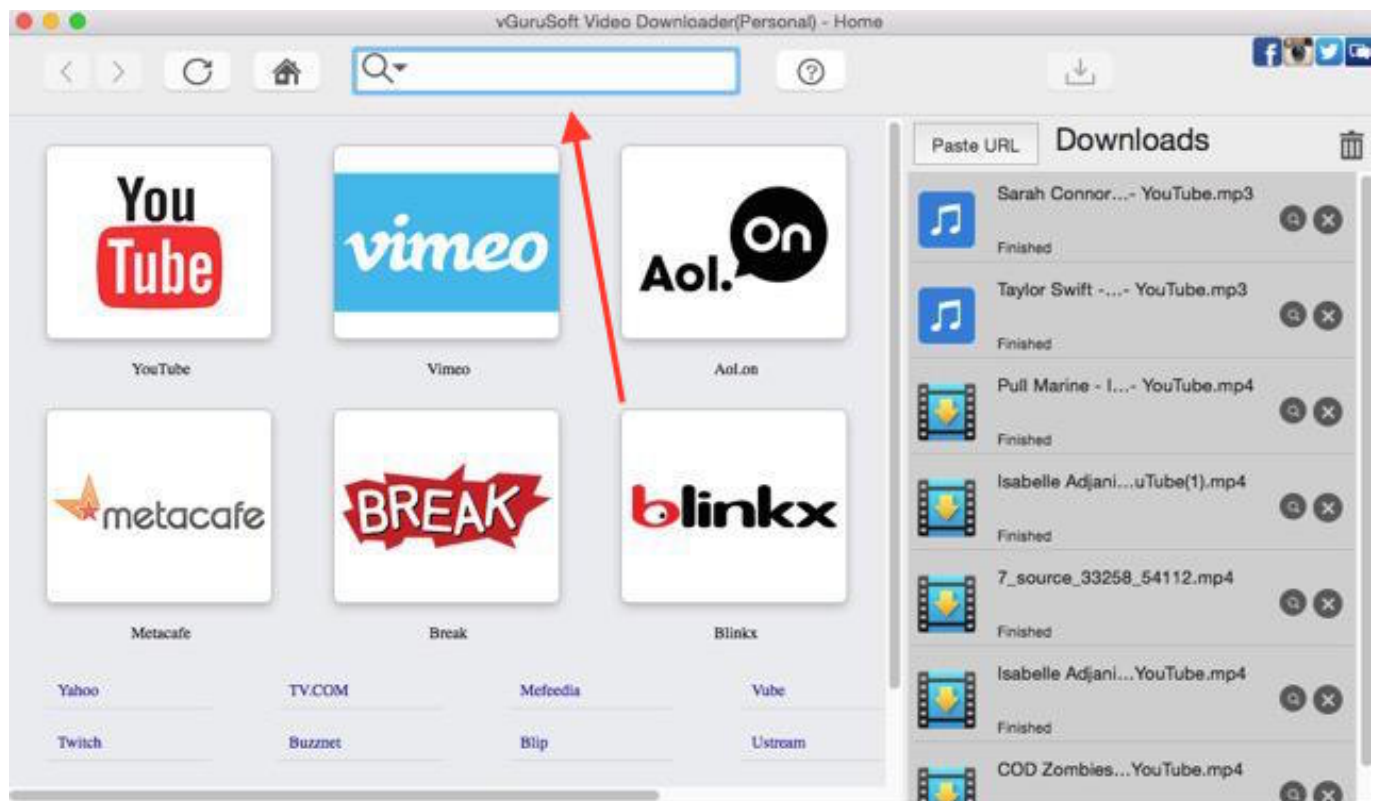 vGuruSoft Video Downloader(Personal) - Home
Paste URL
Downloads
You
Tube
vimeo
Aol.
On
YouTube
Vimeo
Aol.on
metacafe
BREAK
blinkx
Metacafe
Break
Blinkx
Yahoo
TV.COM
Mefeedia
Vube
Twitch
Buzznet
Blip
Ustream
Sarah Connor...- YouTube.mp3
Finished
Taylor Swift -...- YouTube.mp3
Finished
Pull Marine - I...- YouTube.mp4
Finished
Isabelle Adjani...uTube(1).mp4
Finished
7_source_33258_54112.mp4
Finished
Isabelle Adjani...YouTube.mp4
Finished
COD Zombies...YouTube.mp4